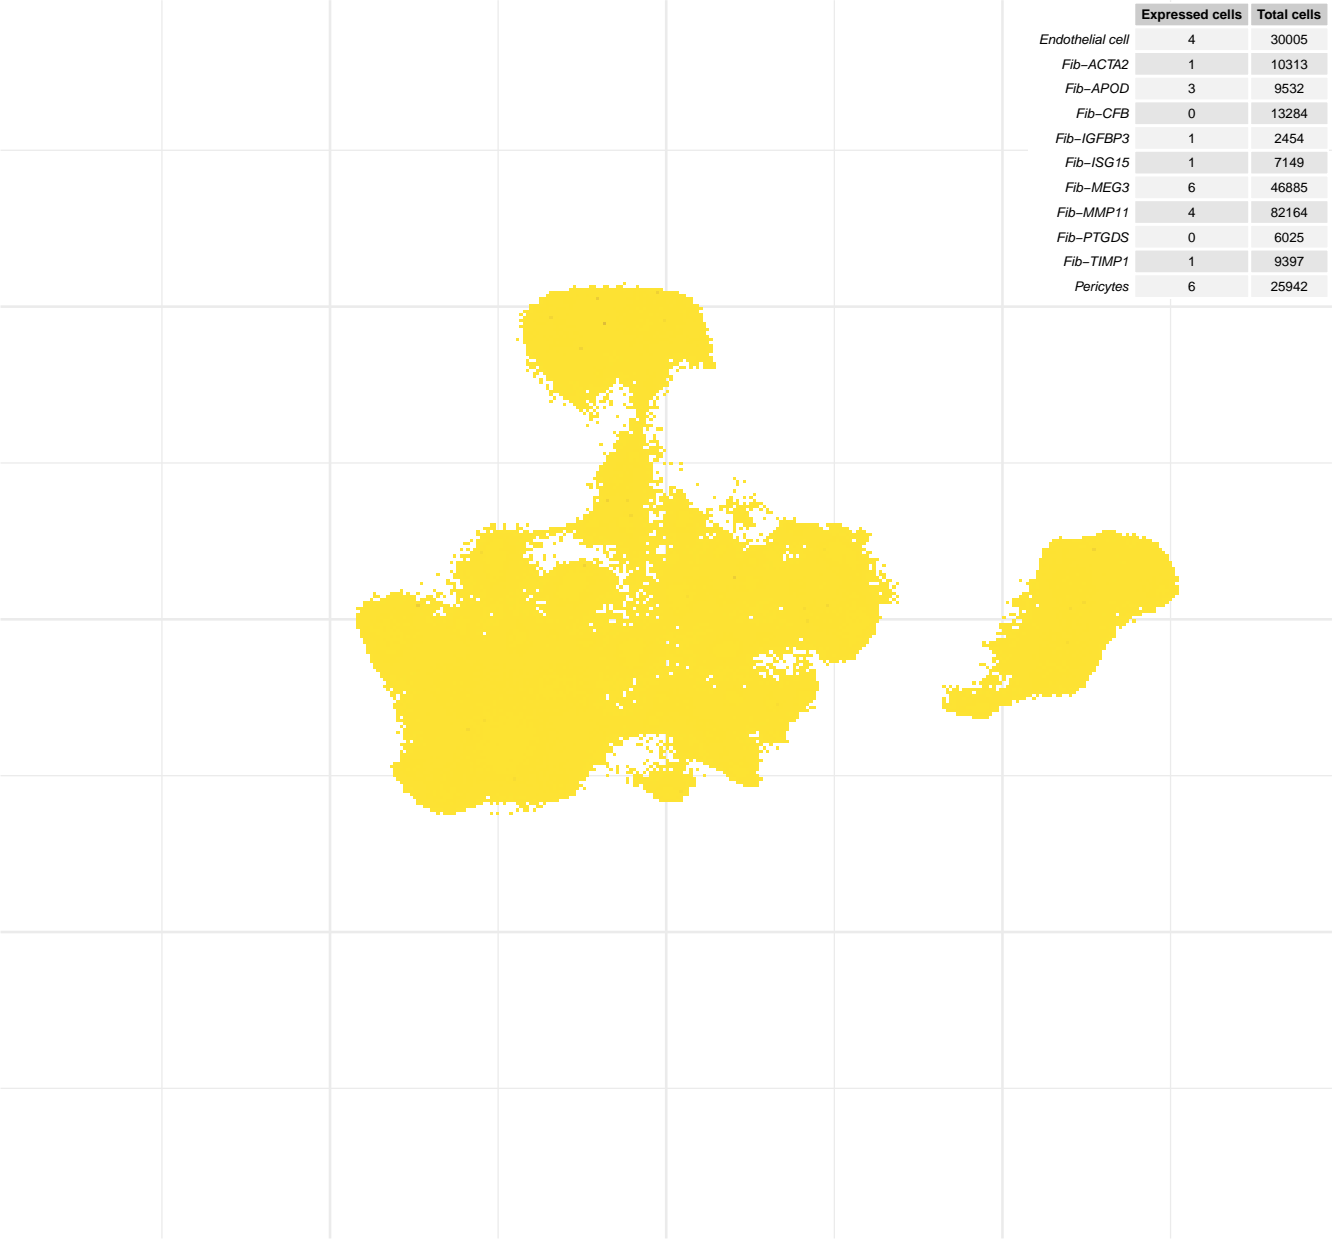 Expressed cells Total cells
Endothelial cell 4 30005
Fib−ACTA2 1 10313
Fib−APOD 3 9532
Fib−CFB 0 13284
Fib−IGFBP3 1 2454
Fib−ISG15 1 7149
Fib−MEG3 6 46885
Fib−MMP11 4 82164
Fib−PTGDS 0 6025
Fib−TIMP1 1 9397
Pericytes 6 25942